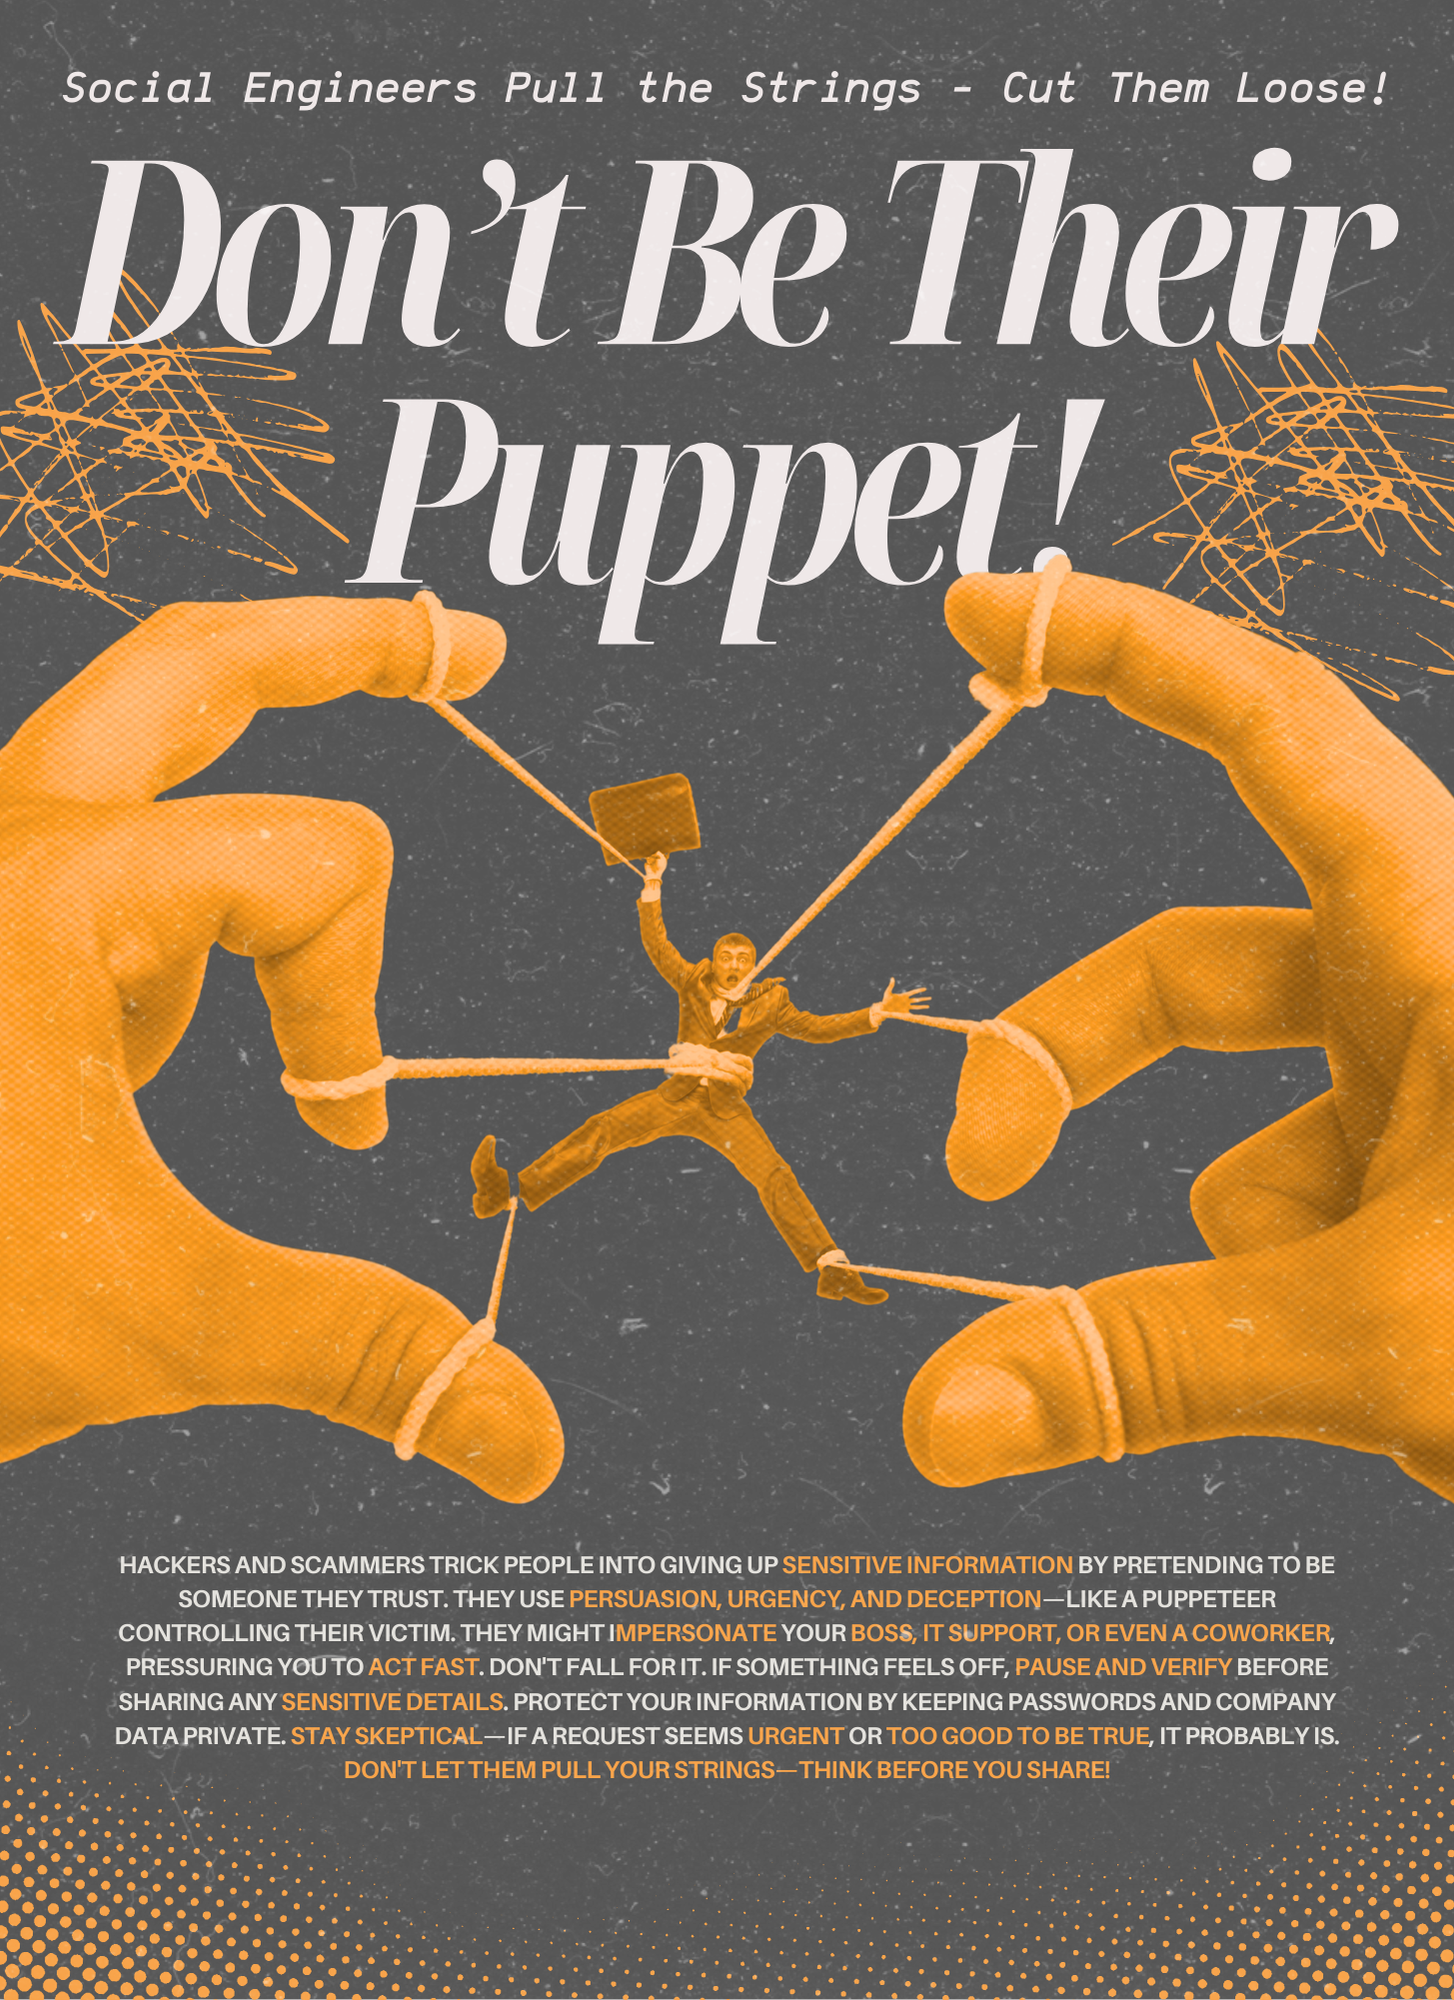 Social Engineers Pull the Strings - Cut Them Loose!
Don't Be Their
Puppet!
HACKERS AND SCAMMERS TRICK PEOPLE INTO GIVING UP SENSITIVE INFORMATION BY PRETENDING TO BE
SOMEONE THEY TRUST. THEY USE PERSUASION, URGENCY, AND DECEPTION—LIKE A PUPPETEER
CONTROLLING THEIR VICTIM. THEY MIGHT IMPERSONATE YOUR BOSS, IT SUPPORT, OR EVEN A COWORKER,
PRESSURING YOU TO ACT FAST. DON'T FALL FOR IT. IF SOMETHING FEELS OFF, PAUSE AND VERIFY BEFORE
SHARING ANY SENSITIVE DETAILS. PROTECT YOUR INFORMATION BY KEEPING PASSWORDS AND COMPANY
DATA PRIVATE. STAY SKEPTICAL—IF A REQUEST SEEMS URGENT OR TOO GOOD TO BE TRUE, IT PROBABLY IS.
DON'T LET THEM PULL YOUR STRINGS—THINK BEFORE YOU SHARE!